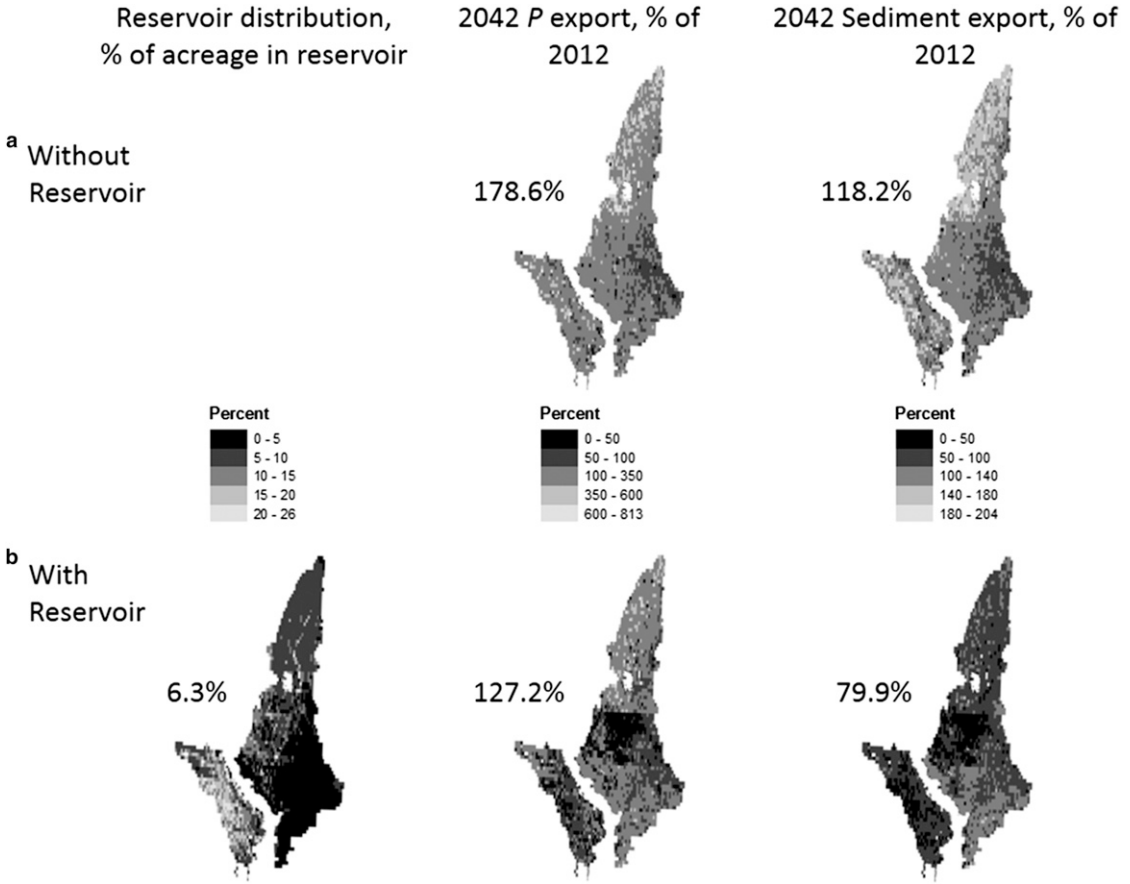 Reservoir distribution,
% of acreage in reservoir
2042 P export, % of
2012
2042 Sediment export, % of
2012
a
Without
Reservoir
178.6%
118.2%
Percent
0 - 5
5 - 10
10 - 15
15 - 20
20 - 26
Percent
0 - 50
50 - 100
100 - 350
350 - 600
600 - 813
Percent
0 - 50
50 - 100
100 - 140
140 - 180
180 - 204
b
With
Reservoir
6.3%
127.2%
79.9%